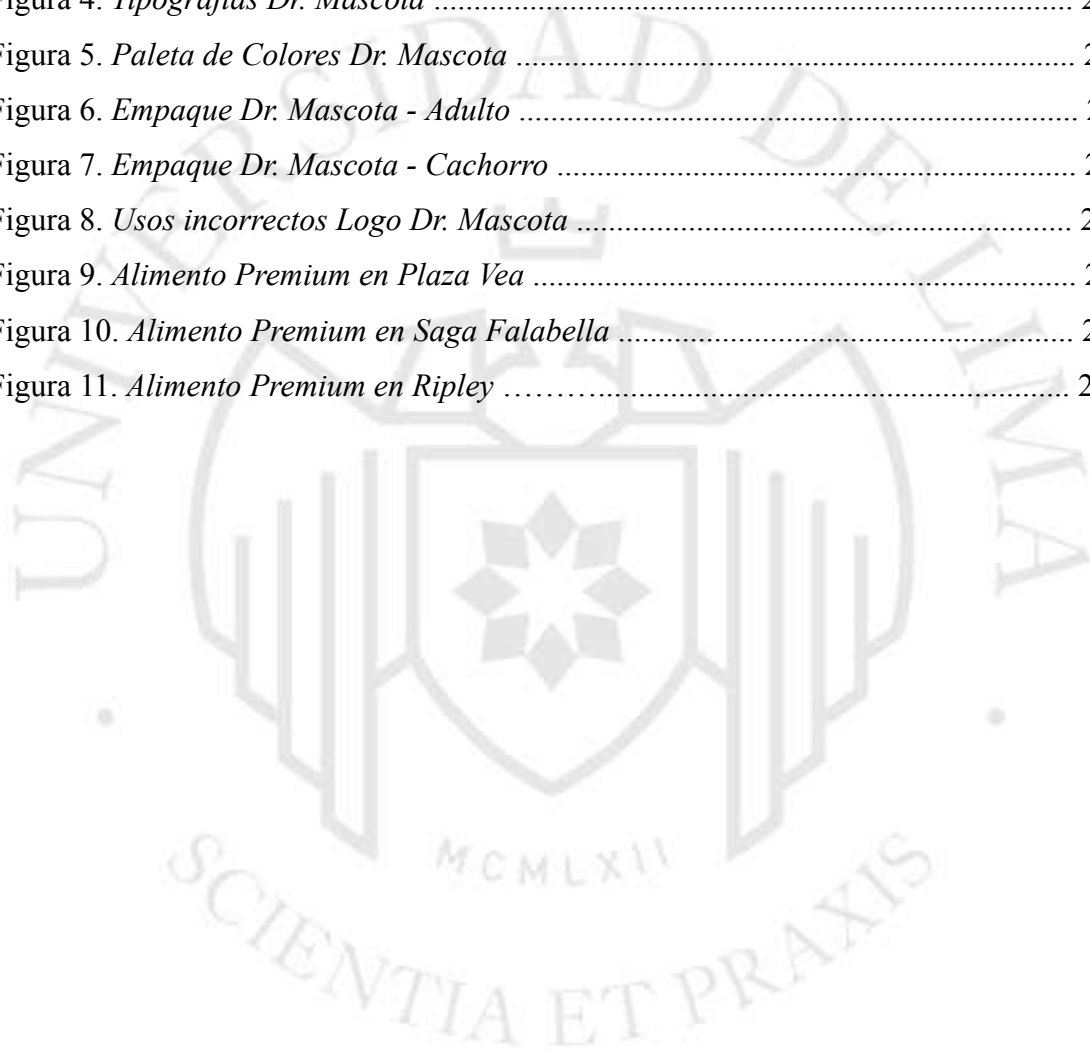 Figura 4. Tipografías Dr. Mascota ............................................................................... 2
Figura 5. Paleta de Colores Dr. Mascota ...................................................................... 2
Figura 6. Empaque Dr. Mascota - Adulto ......................................................................
Figura 7. Empaque Dr. Mascota - Cachorro ................................................................. 2
Figura 8. Usos incorrectos Logo Dr. Mascota .............................................................. 2
Figura 9. Alimento Premium en Plaza Vea .................................................................... 2
Figura 10. Alimento Premium en Saga Falabella ......................................................... 2
Figura 11. Alimento Premium en Ripley ……….......................................................... 2
UNIVERSIDAD DE LIMA
MCMLXII
SCIENTIA ET PRAXIS